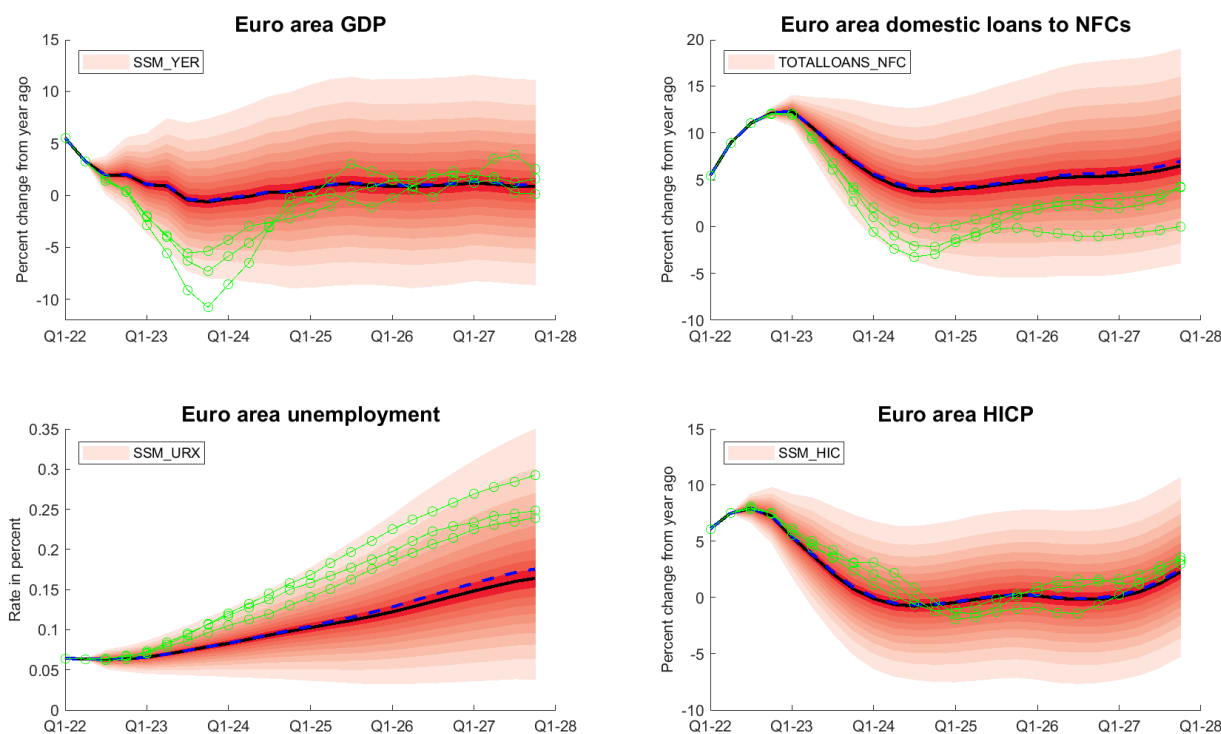 Euro area GDP
SSM_YER
Percent change from year ago
15
10
5
0
-5
-10
Q1-22 Q1-23 Q1-24 Q1-25 Q1-26 Q1-27 Q1-28
Euro area domestic loans to NFCs
TOTALLOANS_NFC
Percent change from year ago
20
15
10
5
0
-5
-10
Q1-22 Q1-23 Q1-24 Q1-25 Q1-26 Q1-27 Q1-28
Euro area unemployment
SSM_URX
Rate in percent
0.35
0.3
0.25
0.2
0.15
0.1
0.05
0
Q1-22 Q1-23 Q1-24 Q1-25 Q1-26 Q1-27 Q1-28
Euro area HICP
SSM_HIC
Percent change from year ago
15
10
5
0
-5
-10
Q1-22 Q1-23 Q1-24 Q1-25 Q1-26 Q1-27 Q1-28